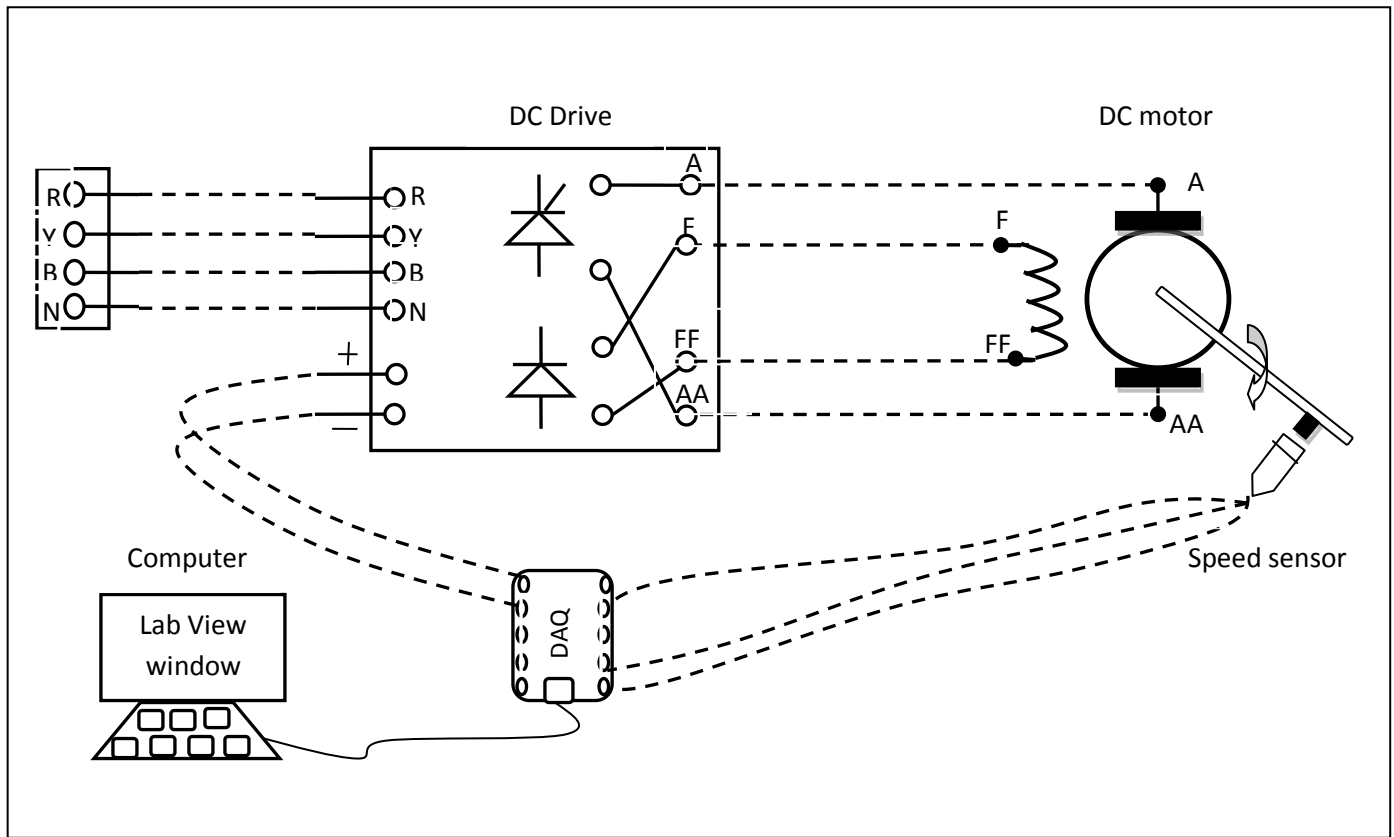 DC Drive
DC motor
R
Y
B
N
R
Y
B
N
+
−
A
F
FF
AA
F
FF
A
AA
Speed sensor
Computer
Lab View
window
DAQ